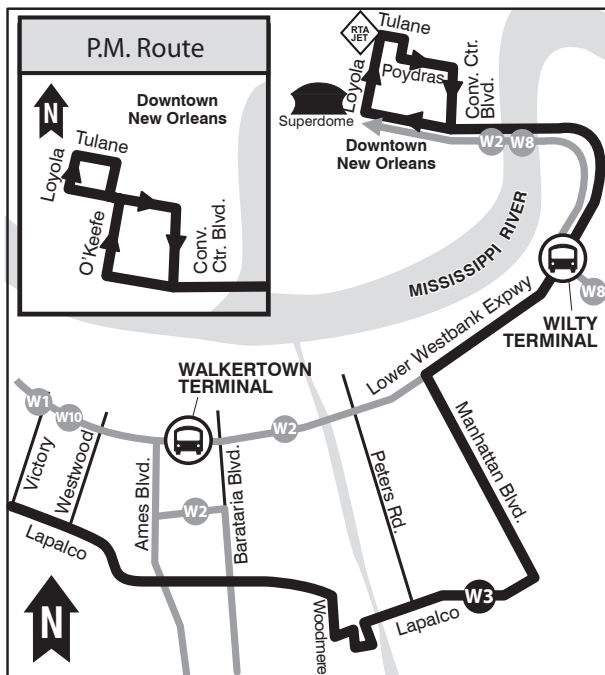 P.M. Route
N
Downtown
New Orleans
Tulane
Loyola
O'Keefe
Conv.
Ctr. Blvd.
RTA
JET
Tulane
Loyola
Poydras
Conv. Ctr.
Blvd.
Superdome
Downtown
New Orleans
W2
W8
MISSISSIPPI RIVER
W8
WILTY
TERMINAL
Lower Westbank Expwy
WALKERTOWN
TERMINAL
W1
W10
W2
Victory
Westwood
Ames Blvd.
W2
Barataria Blvd.
Peters Rd.
Manhattan Blvd.
Lapalco
Woodmere
Lapalco
W3
N